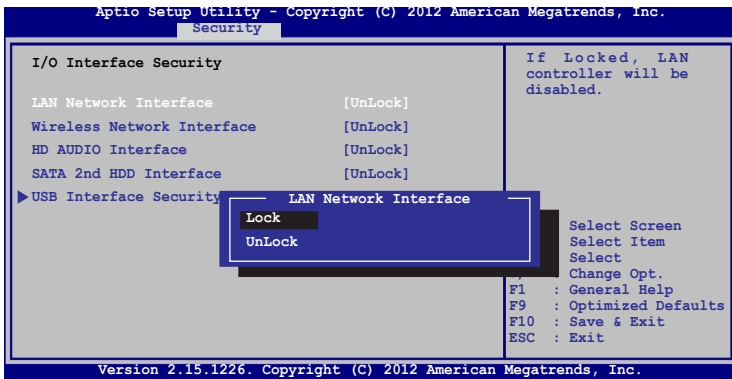 Aptio Setup Utility - Copyright (C) 2012 American Megatrends, Inc.
Security
I/O Interface Security
LAN Network Interface [UnLock]
Wireless Network Interface [UnLock]
HD AUDIO Interface [UnLock]
SATA 2nd HDD Interface [UnLock]
USB Interface Security
If Locked, LAN
controller will be
disabled.
LAN Network Interface
Lock
UnLock
Select Screen
Select Item
Select
: Change Opt.
F1 : General Help
F9 : Optimized Defaults
F10 : Save & Exit
ESC : Exit
Version 2.15.1226. Copyright (C) 2012 American Megatrends, Inc.